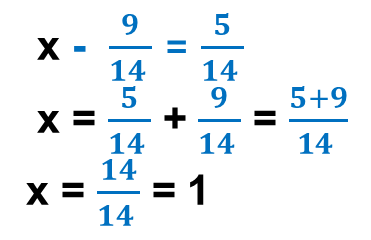 x - 9/14 = 5/14
x = 5/14 + 9/14 = 5+9/14
x = 14/14 = 1